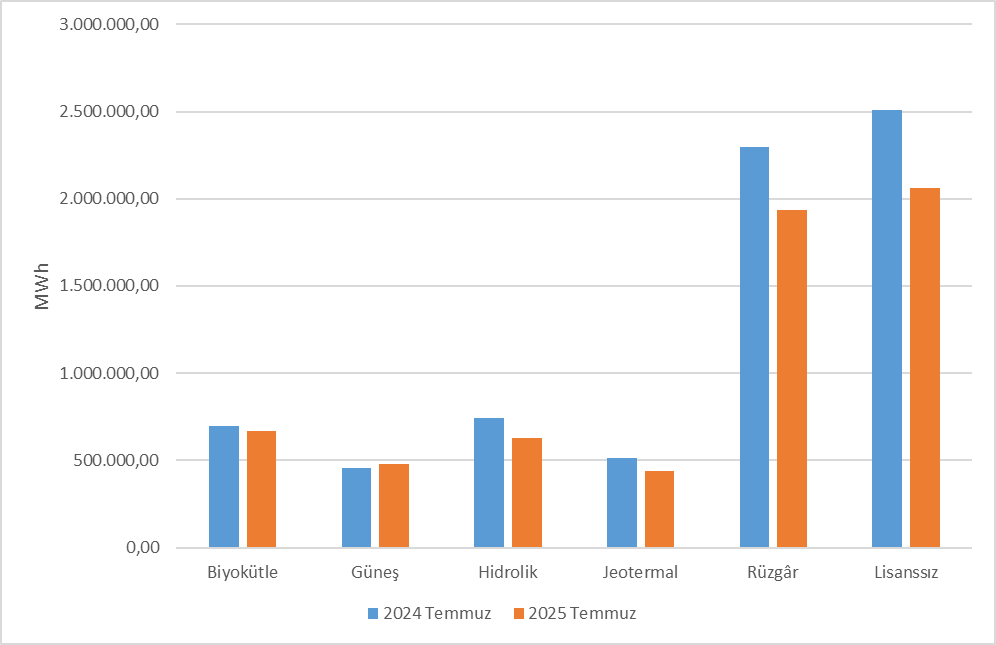 3.000.000,00
2.500.000,00
2.000.000,00
1.500.000,00
1.000.000,00
500.000,00
0,00
MWh
Biyokütle Güneş Hidrolik Jeotermal Rüzgâr Lisanssız
2024 Temmuz 2025 Temmuz